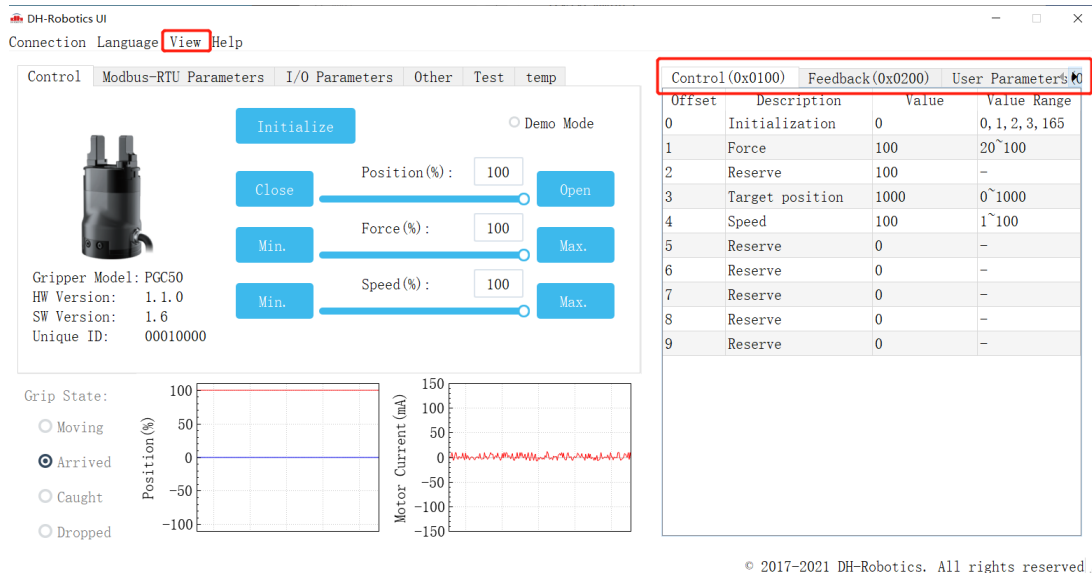 DH-Robotics UI
Connection Language View Help
Control Modbus-RTU Parameters I/O Parameters Other Test temp
Initialize
Demo Mode
Position(%): 100
Close Open
Force(%): 100
Min. Max.
Speed(%): 100
Min. Max.
Gripper Model: PGC50
HW Version: 1.1.0
SW Version: 1.6
Unique ID: 00010000
Grip State:
Moving
Arrived
Caught
Dropped
Position(%)
100
50
0
-50
-100
Motor Current(mA)
150
100
50
0
-50
-100
-150
Control(0x0100) Feedback(0x0200) User Parameters
Offset Description Value Value Range
0 Initialization 0 0,1,2,3,165
1 Force 100 20~100
2 Reserve 100 -
3 Target position 1000 0~1000
4 Speed 100 1~100
5 Reserve 0 -
6 Reserve 0 -
7 Reserve 0 -
8 Reserve 0 -
9 Reserve 0 -
© 2017-2021 DH-Robotics. All rights reserved